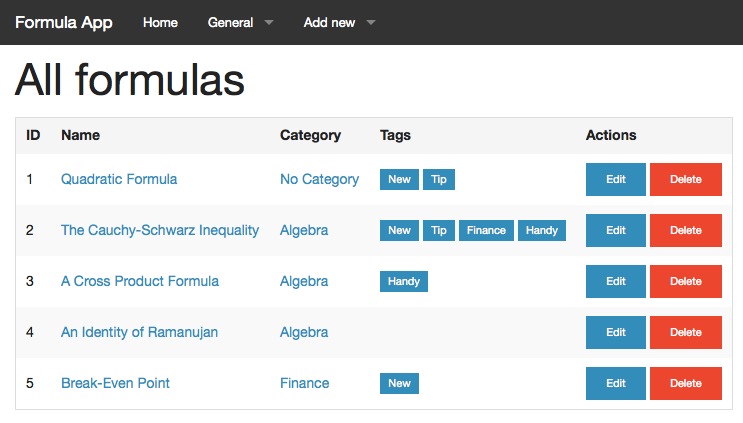 Formula App Home General Add new
All formulas
ID Name Category Tags Actions
1 Quadratic Formula No Category New Tip Edit Delete
2 The Cauchy-Schwarz Inequality Algebra New Tip Finance Handy Edit Delete
3 A Cross Product Formula Algebra Handy Edit Delete
4 An Identity of Ramanujan Algebra Edit Delete
5 Break-Even Point Finance New Edit Delete